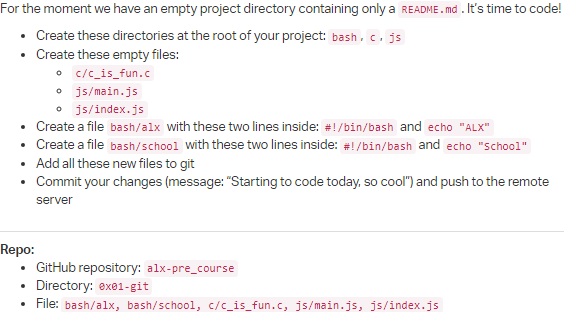 For the moment we have an empty project directory containing only a README.md . It's time to code!
Create these directories at the root of your project: bash , c , js
Create these empty files:
c/c_is_fun.c
js/main.js
js/index.js
Create a file bash/alx with these two lines inside: #!/bin/bash and echo "ALX"
Create a file bash/school with these two lines inside: #!/bin/bash and echo "School"
Add all these new files to git
Commit your changes (message: “Starting to code today, so cool”) and push to the remote
server
Repo:
GitHub repository: alx-pre_course
Directory: 0x01-git
File: bash/alx, bash/school, c/c_is_fun.c, js/main.js, js/index.js